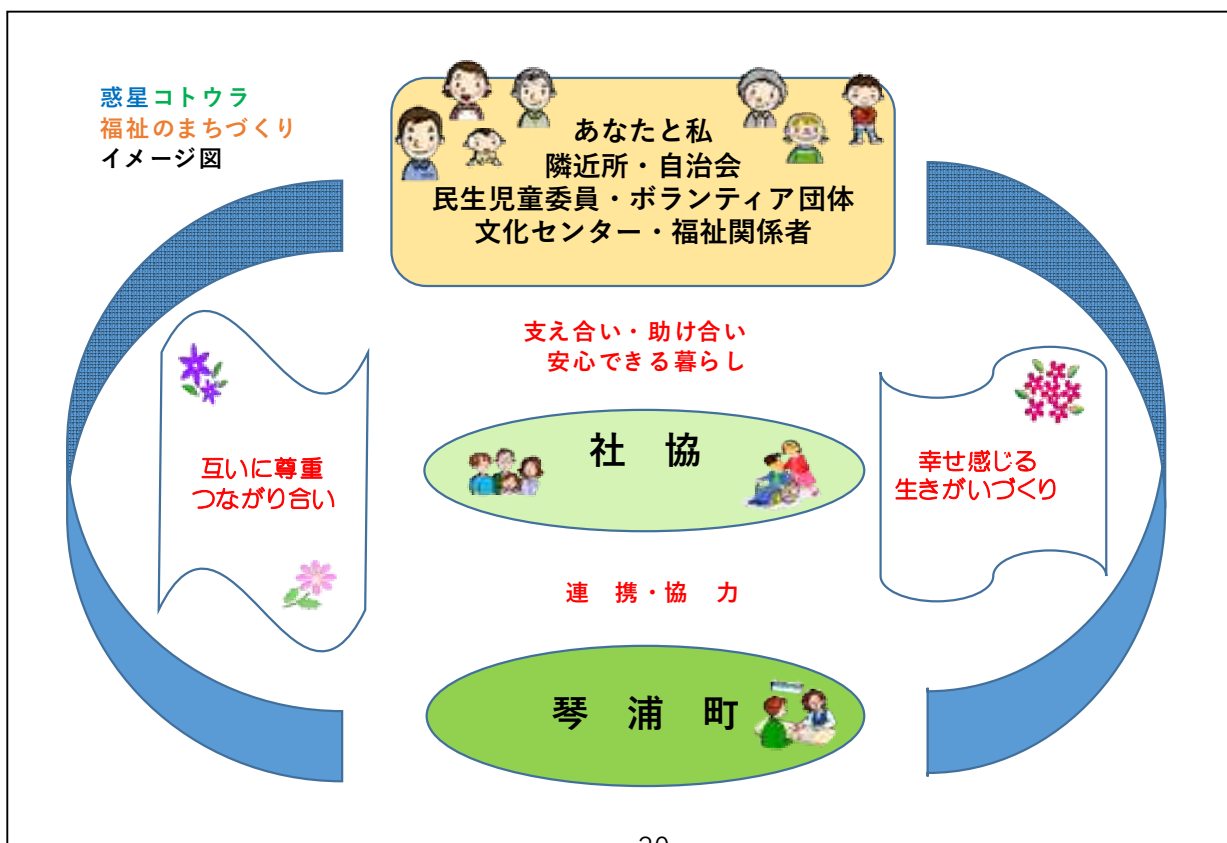 惑星コトウラ
福祉のまちづくり
イメージ図
あなたと私
隣近所・自治会
民生児童委員・ボランティア団体
文化センター・福祉関係者
支え合い・助け合い
安心できる暮らし
互いに尊重
つながり合い
社　協
幸せ感じる
生きがいづくり
連　携・協　力
琴　浦　町